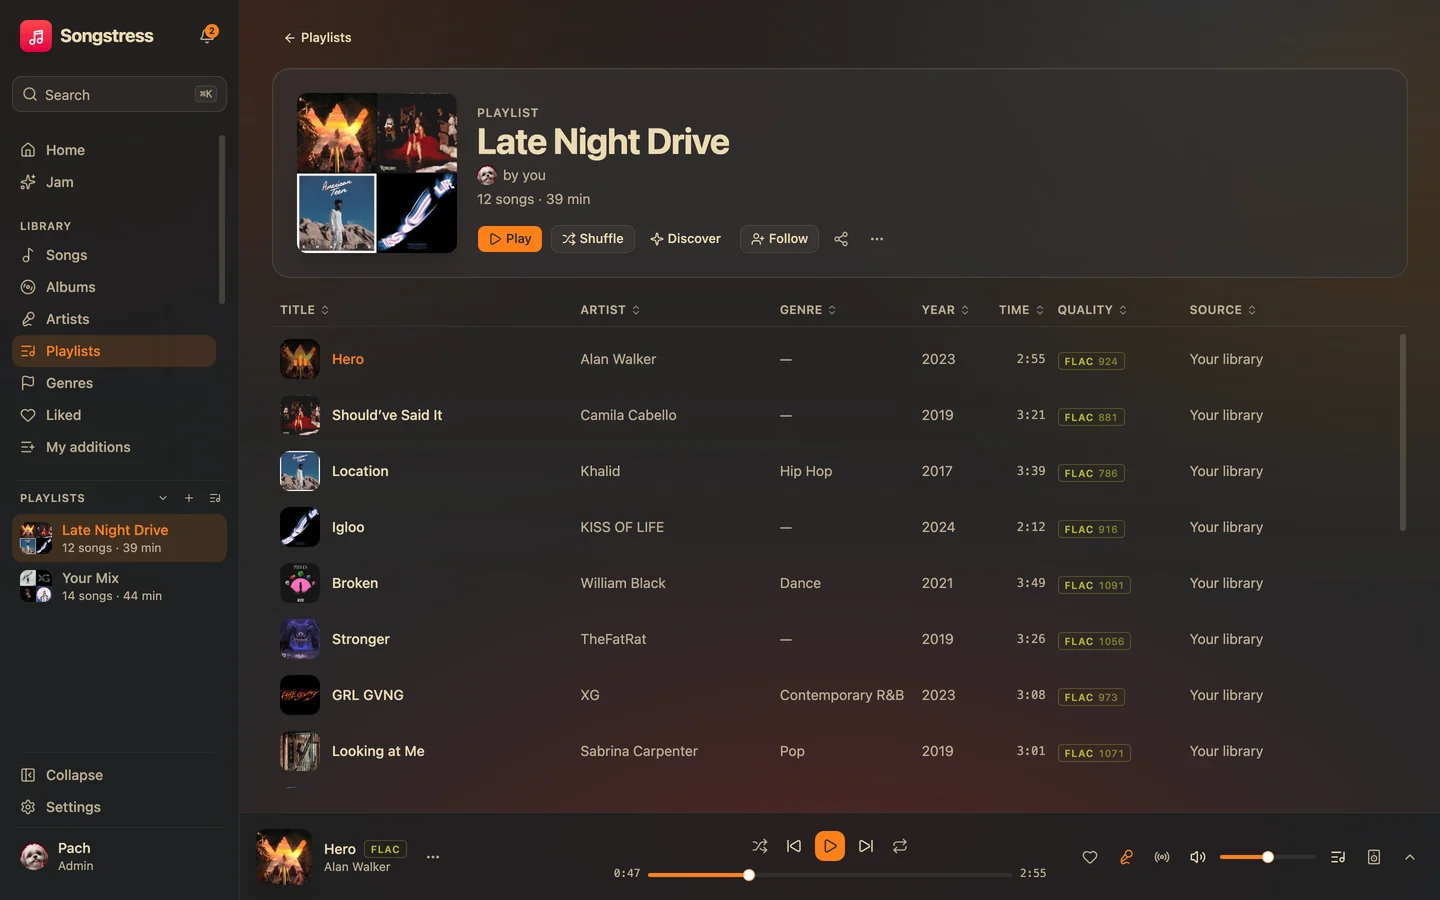 Songstress
2
Search ⌘K
Home
Jam
LIBRARY
Songs
Albums
Artists
Playlists
Genres
Liked
My additions
PLAYLISTS
Late Night Drive
12 songs · 39 min
Your Mix
14 songs · 44 min
Collapse
Settings
Pach
Admin
Playlists
American Teen
PLAYLIST
Late Night Drive
by you
12 songs · 39 min
Play Shuffle Discover Follow
TITLE ARTIST GENRE YEAR TIME QUALITY SOURCE
Hero Alan Walker — 2023 2:55 FLAC 924 Your library
Should’ve Said It Camila Cabello — 2019 3:21 FLAC 881 Your library
Location Khalid Hip Hop 2017 3:39 FLAC 786 Your library
Igloo KISS OF LIFE — 2024 2:12 FLAC 916 Your library
Broken William Black Dance 2021 3:49 FLAC 1091 Your library
Stronger TheFatRat — 2019 3:26 FLAC 1056 Your library
GRL GVNG XG Contemporary R&B 2023 3:08 FLAC 973 Your library
Looking at Me Sabrina Carpenter Pop 2019 3:01 FLAC 1071 Your library
Hero FLAC
Alan Walker
0:47 2:55